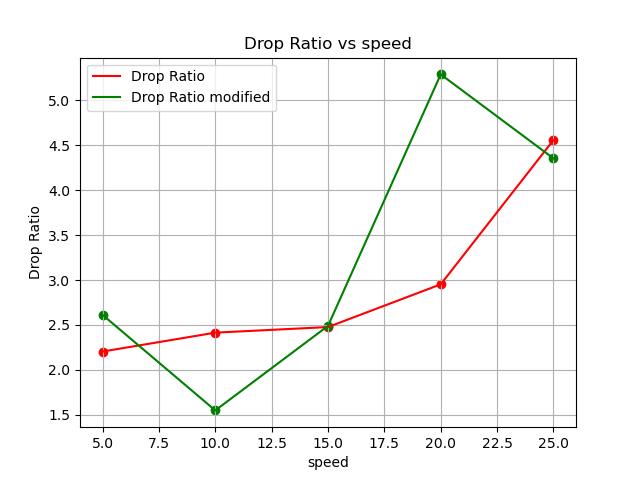 Drop Ratio vs speed
Drop Ratio
Drop Ratio modified
5.0
4.5
4.0
3.5
3.0
2.5
2.0
1.5
Drop Ratio
5.0 7.5 10.0 12.5 15.0 17.5 20.0 22.5 25.0
speed